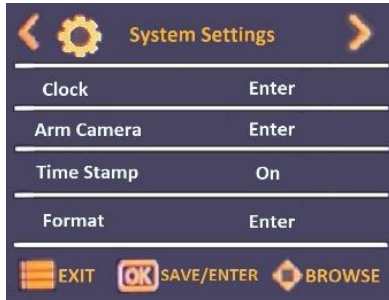 System Settings
Clock Enter
Arm Camera Enter
Time Stamp On
Format Enter
EXIT OK SAVE/ENTER BROWSE